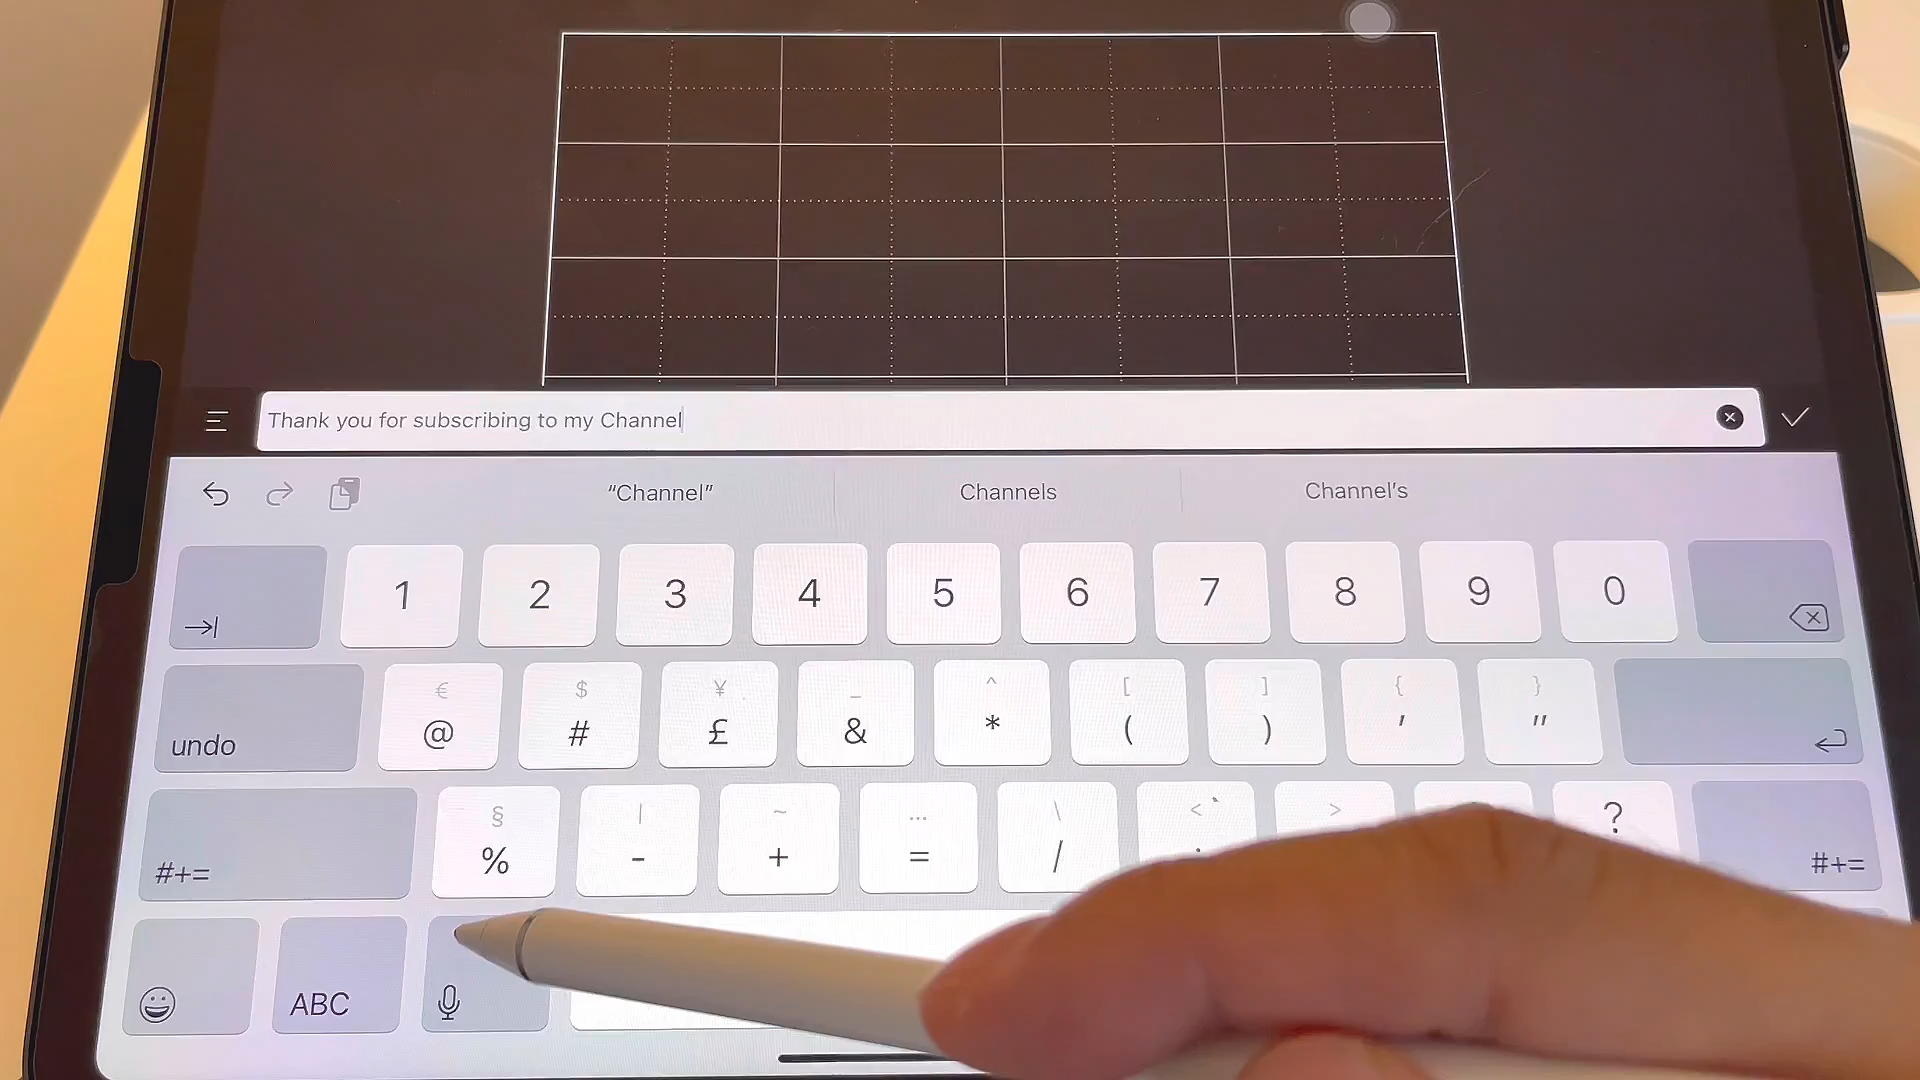 Thank you for subscribing to my Channel
“Channel” Channels Channel’s
1 2 3 4 5 6 7 8 9 0
undo
€ $ ¥ _ ^ [ ] { }
@ # £ & * ( ) ' "
§ | ~ … \ < >
#+= % - + = / ? #+=
ABC